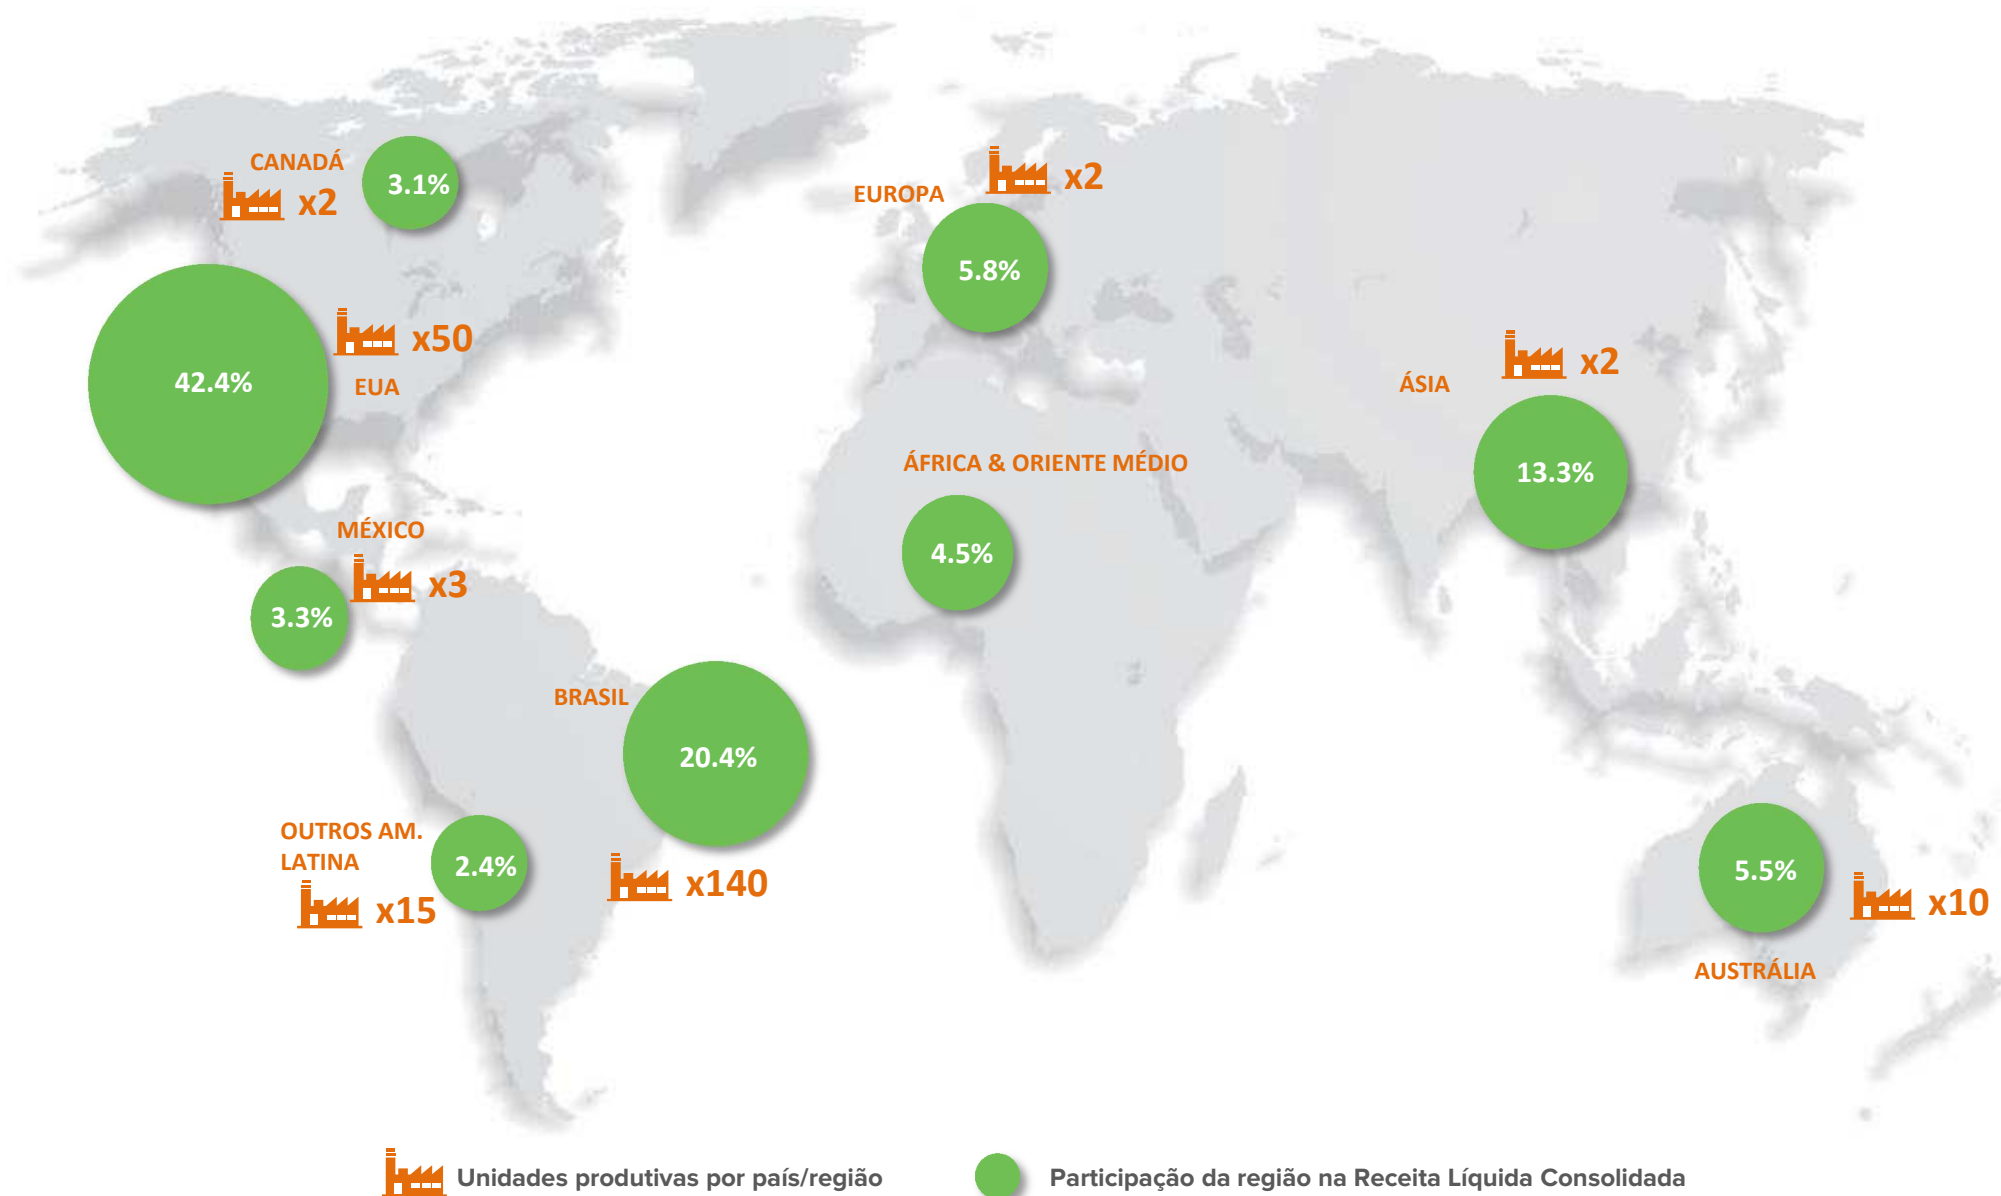 CANADÁ
x2
3.1%
EUROPA
x2
5.8%
42.4%
x50
EUA
ÁSIA
x2
13.3%
ÁFRICA & ORIENTE MÉDIO
4.5%
MÉXICO
x3
3.3%
BRASIL
20.4%
x140
OUTROS AM.
LATINA
x15
2.4%
5.5%
x10
AUSTRÁLIA
Unidades produtivas por país/região
Participação da região na Receita Líquida Consolidada